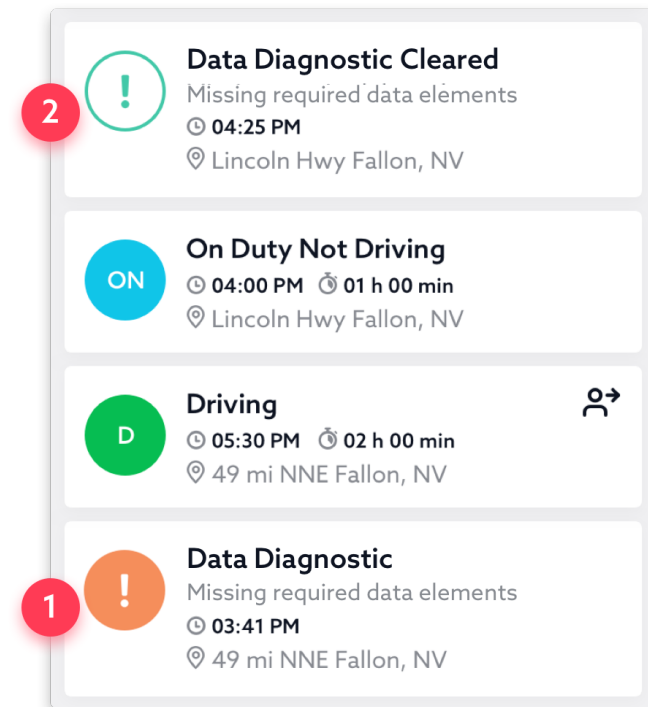 Data Diagnostic Cleared
Missing required data elements
2
04:25 PM
Lincoln Hwy Fallon, NV
On Duty Not Driving
ON
04:00 PM 01 h 00 min
Lincoln Hwy Fallon, NV
Driving
D
05:30 PM 02 h 00 min
49 mi NNE Fallon, NV
Data Diagnostic
!
Missing required data elements
1
03:41 PM
49 mi NNE Fallon, NV